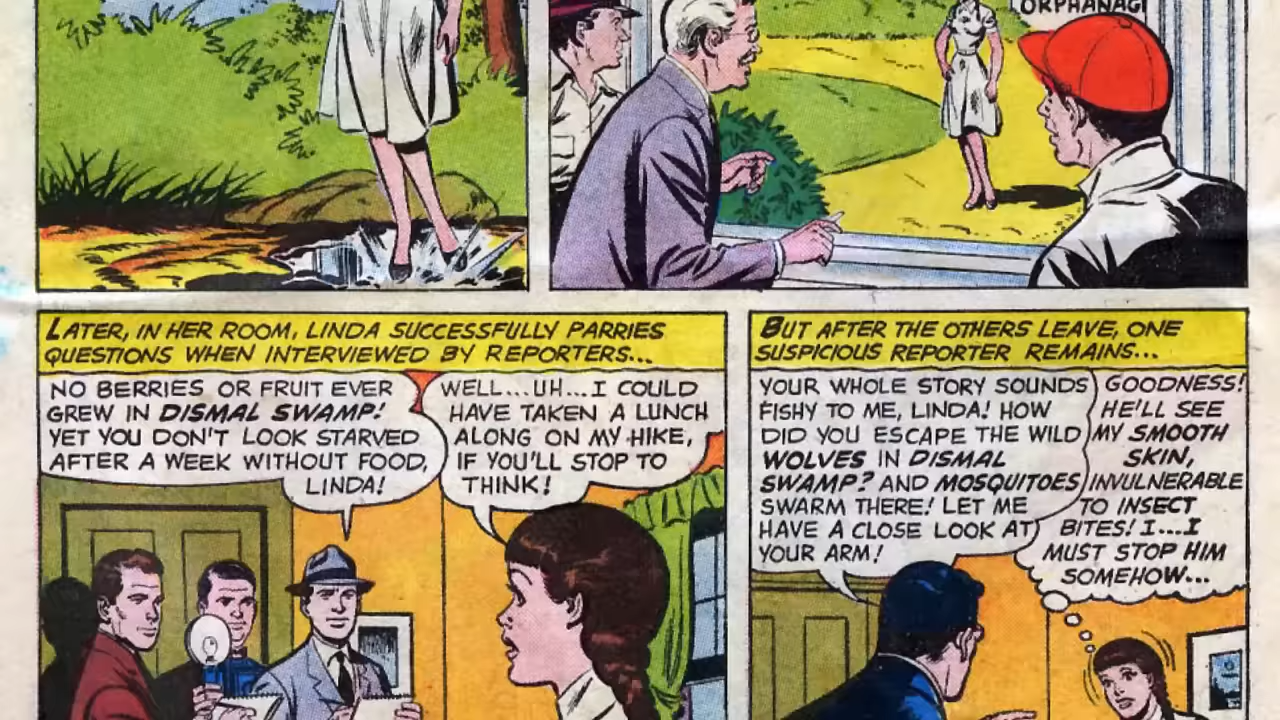 ORPHANAG
LATER, IN HER ROOM, LINDA SUCCESSFULLY PARRIES
QUESTIONS WHEN INTERVIEWED BY REPORTERS...
NO BERRIES OR FRUIT EVER
GREW IN DISMAL SWAMP!
YET YOU DON'T LOOK STARVED
AFTER A WEEK WITHOUT FOOD,
LINDA!
WELL...UH...I COULD
HAVE TAKEN A LUNCH
ALONG ON MY HIKE,
IF YOU'LL STOP TO
THINK!
BUT AFTER THE OTHERS LEAVE, ONE
SUSPICIOUS REPORTER REMAINS...
YOUR WHOLE STORY SOUNDS
FISHY TO ME, LINDA! HOW
DID YOU ESCAPE THE WILD
WOLVES IN DISMAL
SWAMP? AND MOSQUITOES
SWARM THERE! LET ME
HAVE A CLOSE LOOK AT
YOUR ARM!
GOODNESS!
HE'LL SEE
MY SMOOTH
SKIN,
INVULNERABLE
TO INSECT
BITES! I....I
MUST STOP HIM
SOMEHOW...